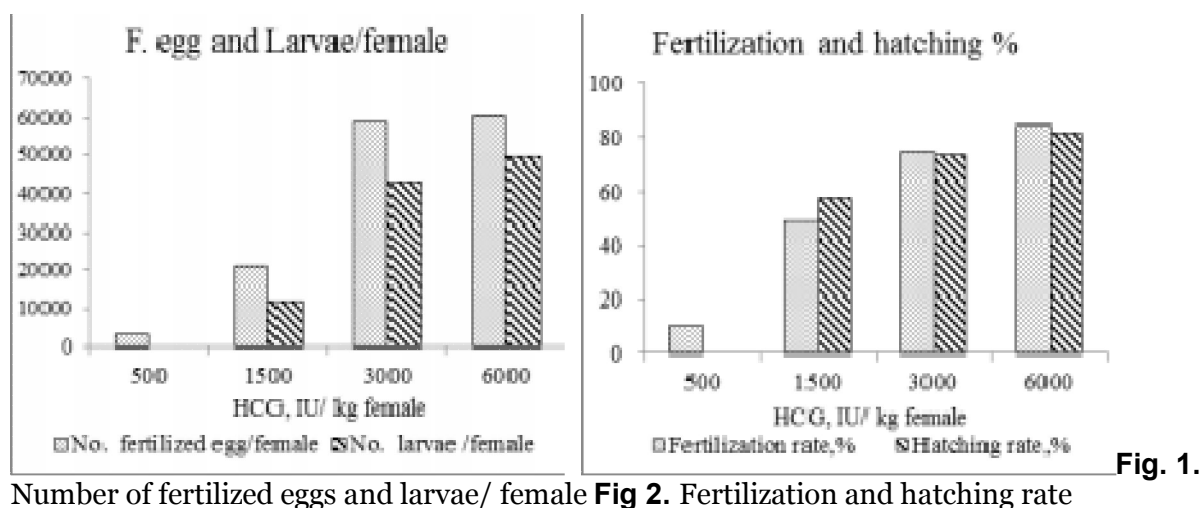 F. egg and Larvae/female
70000
60000
50000
40000
30000
20000
10000
0
500 1500 3000 6000
HCG, IU/ kg female
No. fertilized egg/female No. larvae /female
Fertilization and hatching %
100
80
60
40
20
0
500 1500 3000 6000
HCG, IU/ kg female
Fertilization rate,% Hatching rate.,%
Fig. 1.
Number of fertilized eggs and larvae/ female Fig 2. Fertilization and hatching rate